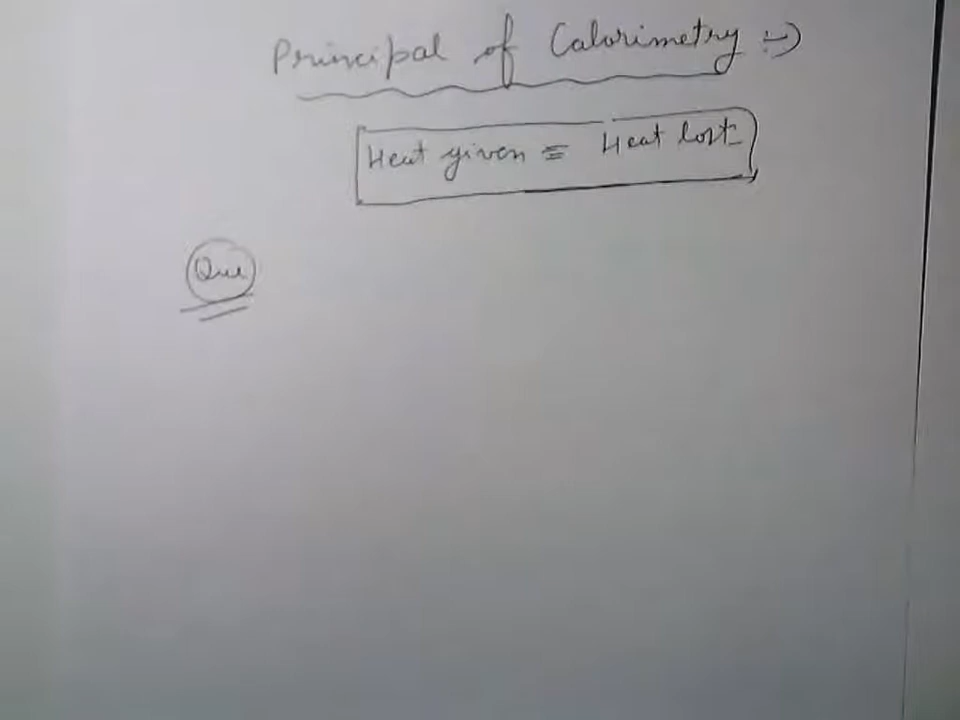 Principal of Calorimetry :-)
Heat given = Heat lost
Que